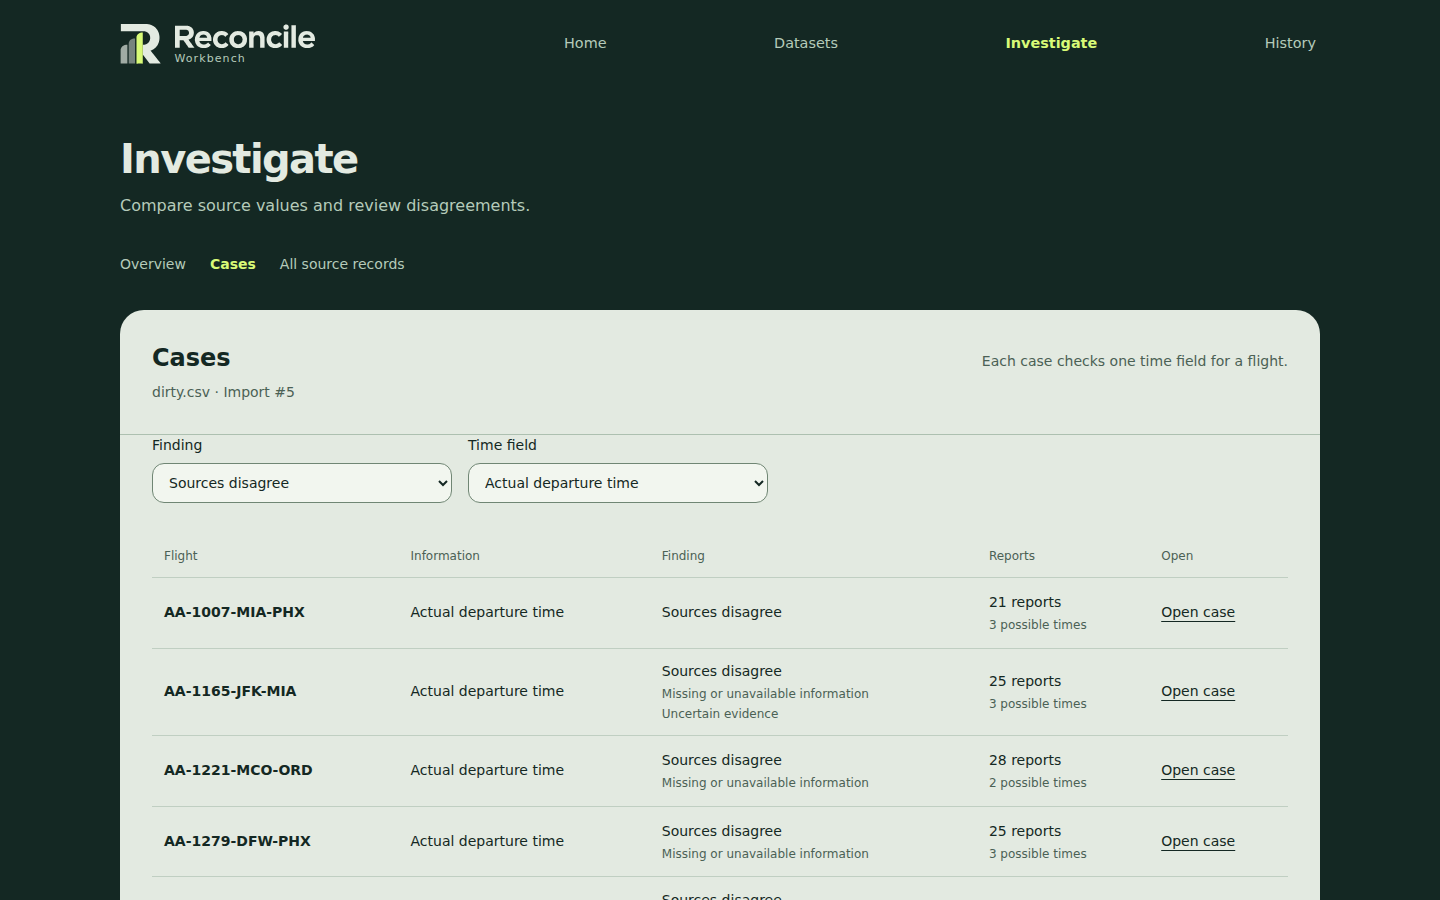 Reconcile
Workbench
Home
Datasets
Investigate
History
Investigate
Compare source values and review disagreements.
Overview
Cases
All source records
Cases
Each case checks one time field for a flight.
dirty.csv · Import #5
Finding
Time field
Sources disagree
Actual departure time
Flight
Information
Finding
Reports
Open
AA-1007-MIA-PHX
Actual departure time
Sources disagree
21 reports
3 possible times
Open case
AA-1165-JFK-MIA
Actual departure time
Sources disagree
Missing or unavailable information
Uncertain evidence
25 reports
3 possible times
Open case
AA-1221-MCO-ORD
Actual departure time
Sources disagree
Missing or unavailable information
28 reports
2 possible times
Open case
AA-1279-DFW-PHX
Actual departure time
Sources disagree
Missing or unavailable information
25 reports
3 possible times
Open case
Sources disagree